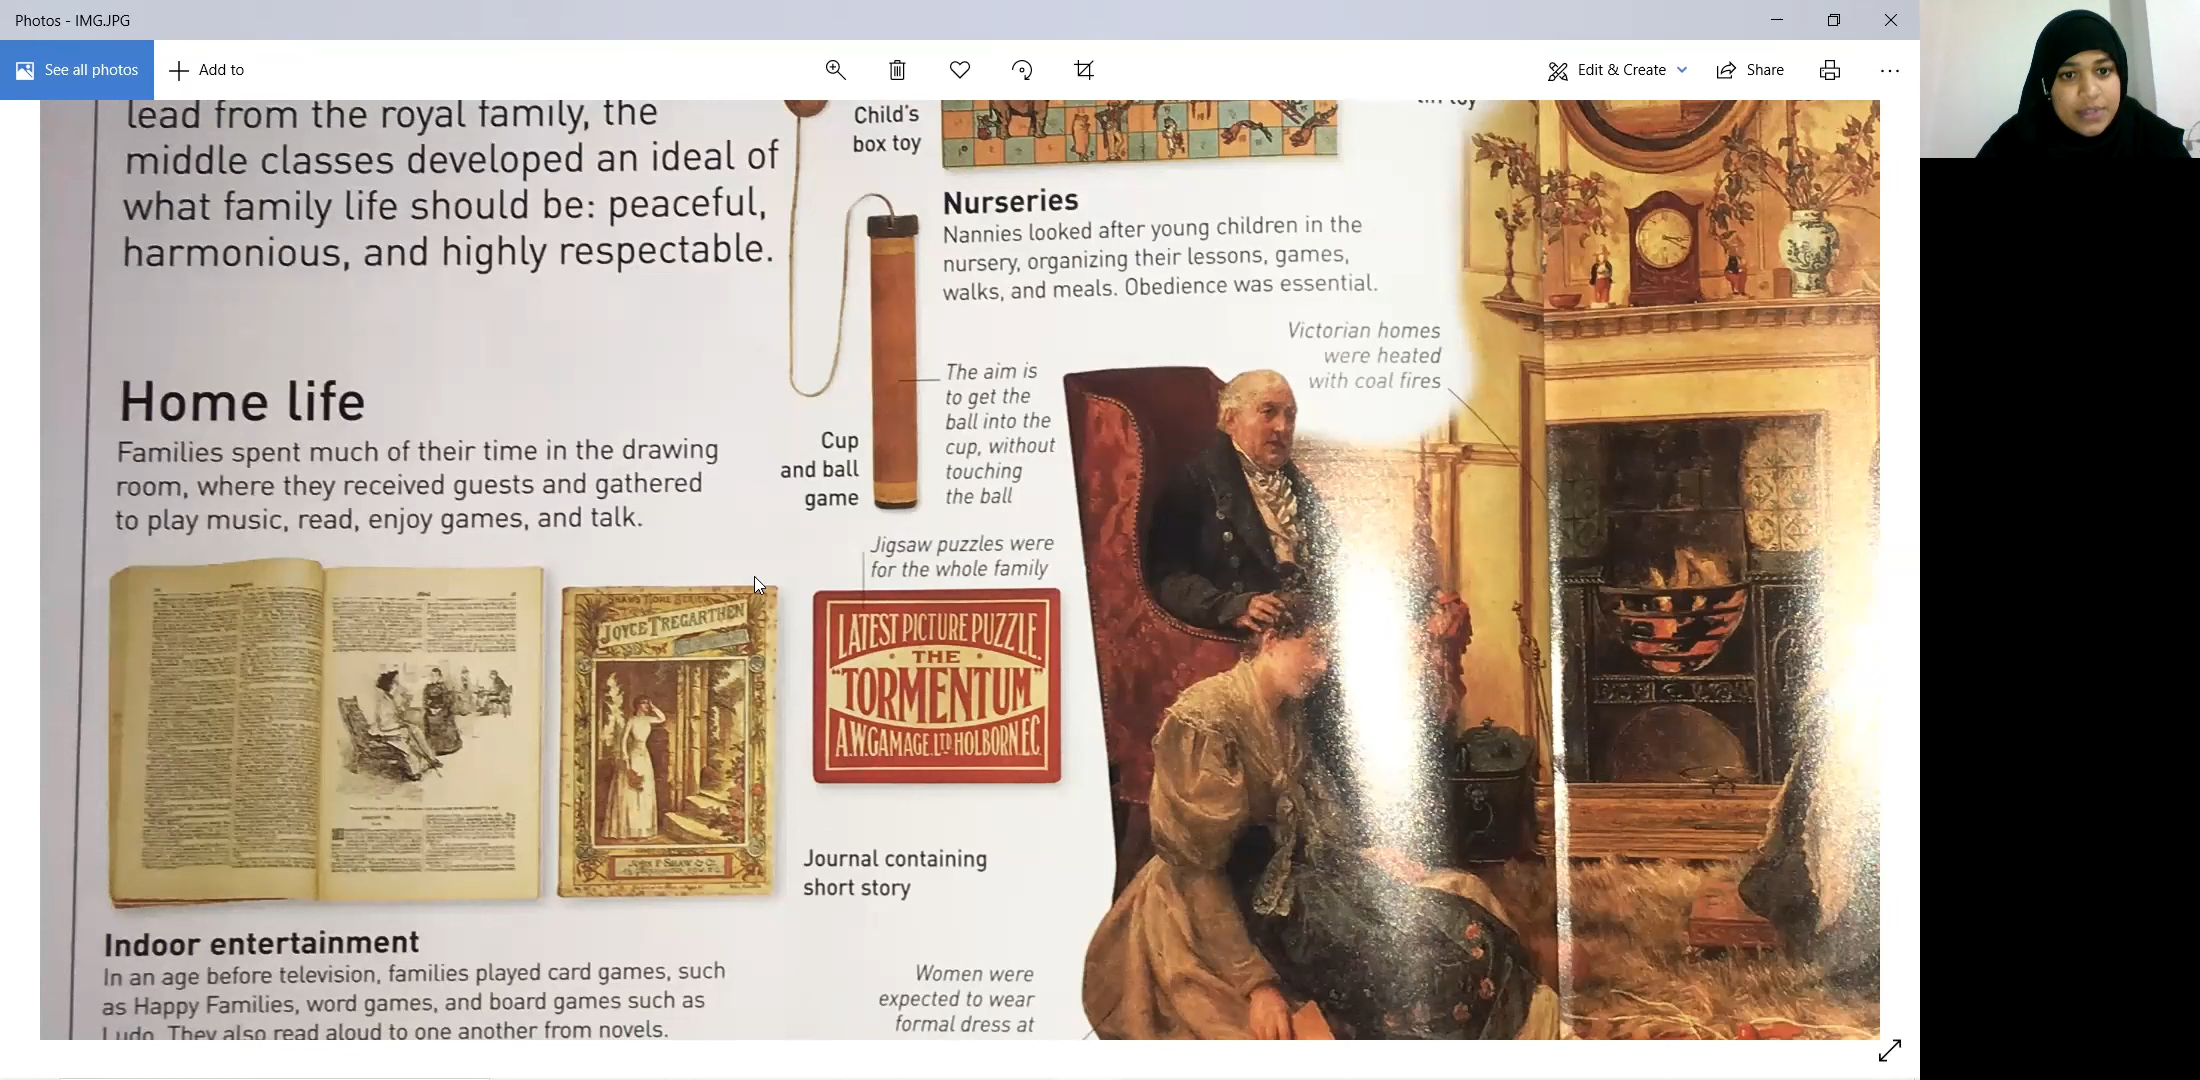 Photos - IMG.JPG
See all photos
Add to
Edit & Create
Share
lead from the royal family, the
middle classes developed an ideal of
what family life should be: peaceful,
harmonious, and highly respectable.
Child's
box toy
toy
Nurseries
Nannies looked after young children in the
nursery, organizing their lessons, games,
walks, and meals. Obedience was essential.
Victorian homes
were heated
with coal fires
The aim is
to get the
ball into the
cup, without
touching
the ball
Cup
and ball
game
Home life
Families spent much of their time in the drawing
room, where they received guests and gathered
to play music, read, enjoy games, and talk.
Jigsaw puzzles were
for the whole family
JOYCE TREGARTHEN
JOHN F SHAW & Co
LATEST PICTURE PUZZLE.
THE
"TORMENTUM"
A.W.GAMAGE.LTD HOLBORN.E.C.
Journal containing
short story
Indoor entertainment
In an age before television, families played card games, such
as Happy Families, word games, and board games such as
Ludo. They also read aloud to one another from novels.
Women were
expected to wear
formal dress at